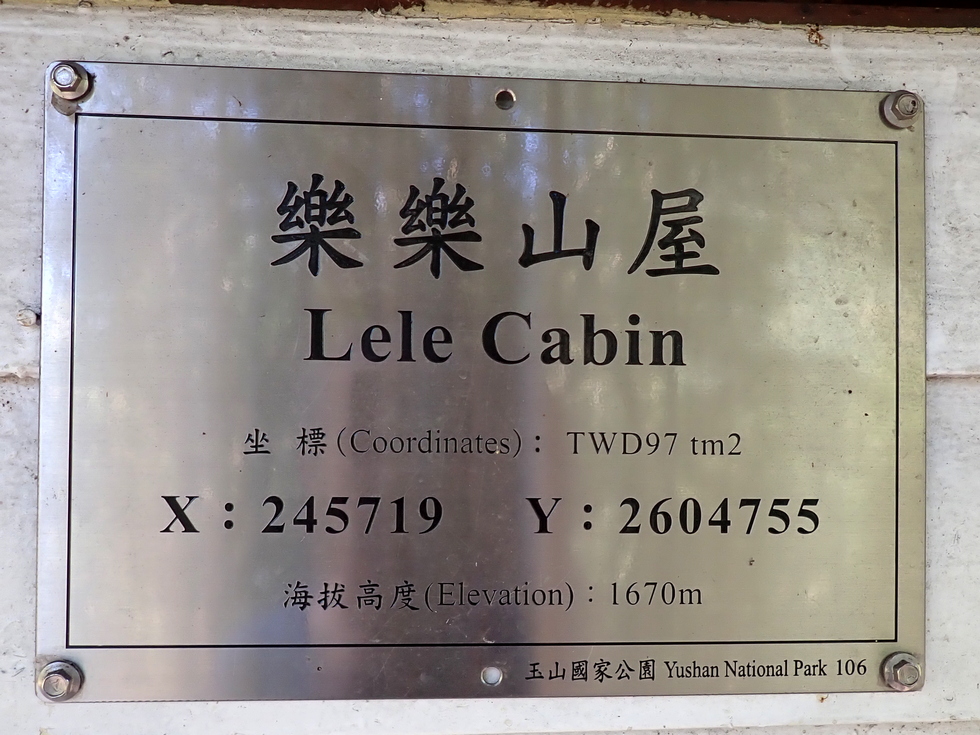 樂樂山屋
Lele Cabin
坐 標(Coordinates)： TWD97 tm2
X：245719 Y：2604755
海拔高度(Elevation)：1670m
玉山國家公園 Yushan National Park 106